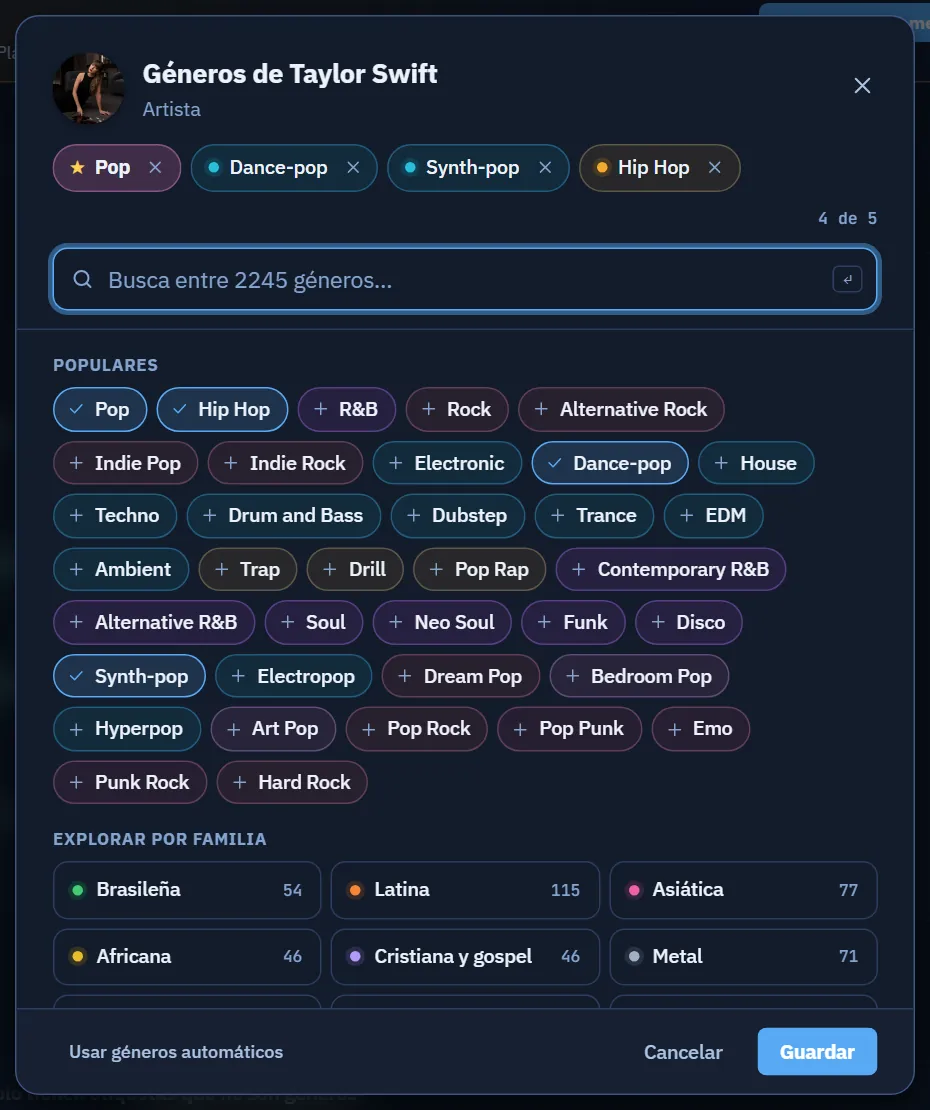 Géneros de Taylor Swift
Artista
Pop
Dance-pop
Synth-pop
Hip Hop
4 de 5
Busca entre 2245 géneros...
POPULARES
Pop
Hip Hop
R&B
Rock
Alternative Rock
Indie Pop
Indie Rock
Electronic
Dance-pop
House
Techno
Drum and Bass
Dubstep
Trance
EDM
Ambient
Trap
Drill
Pop Rap
Contemporary R&B
Alternative R&B
Soul
Neo Soul
Funk
Disco
Synth-pop
Electropop
Dream Pop
Bedroom Pop
Hyperpop
Art Pop
Pop Rock
Pop Punk
Emo
Punk Rock
Hard Rock
EXPLORAR POR FAMILIA
Brasileña 54
Latina 115
Asiática 77
Africana 46
Cristiana y gospel 46
Metal 71
Usar géneros automáticos
Cancelar
Guardar